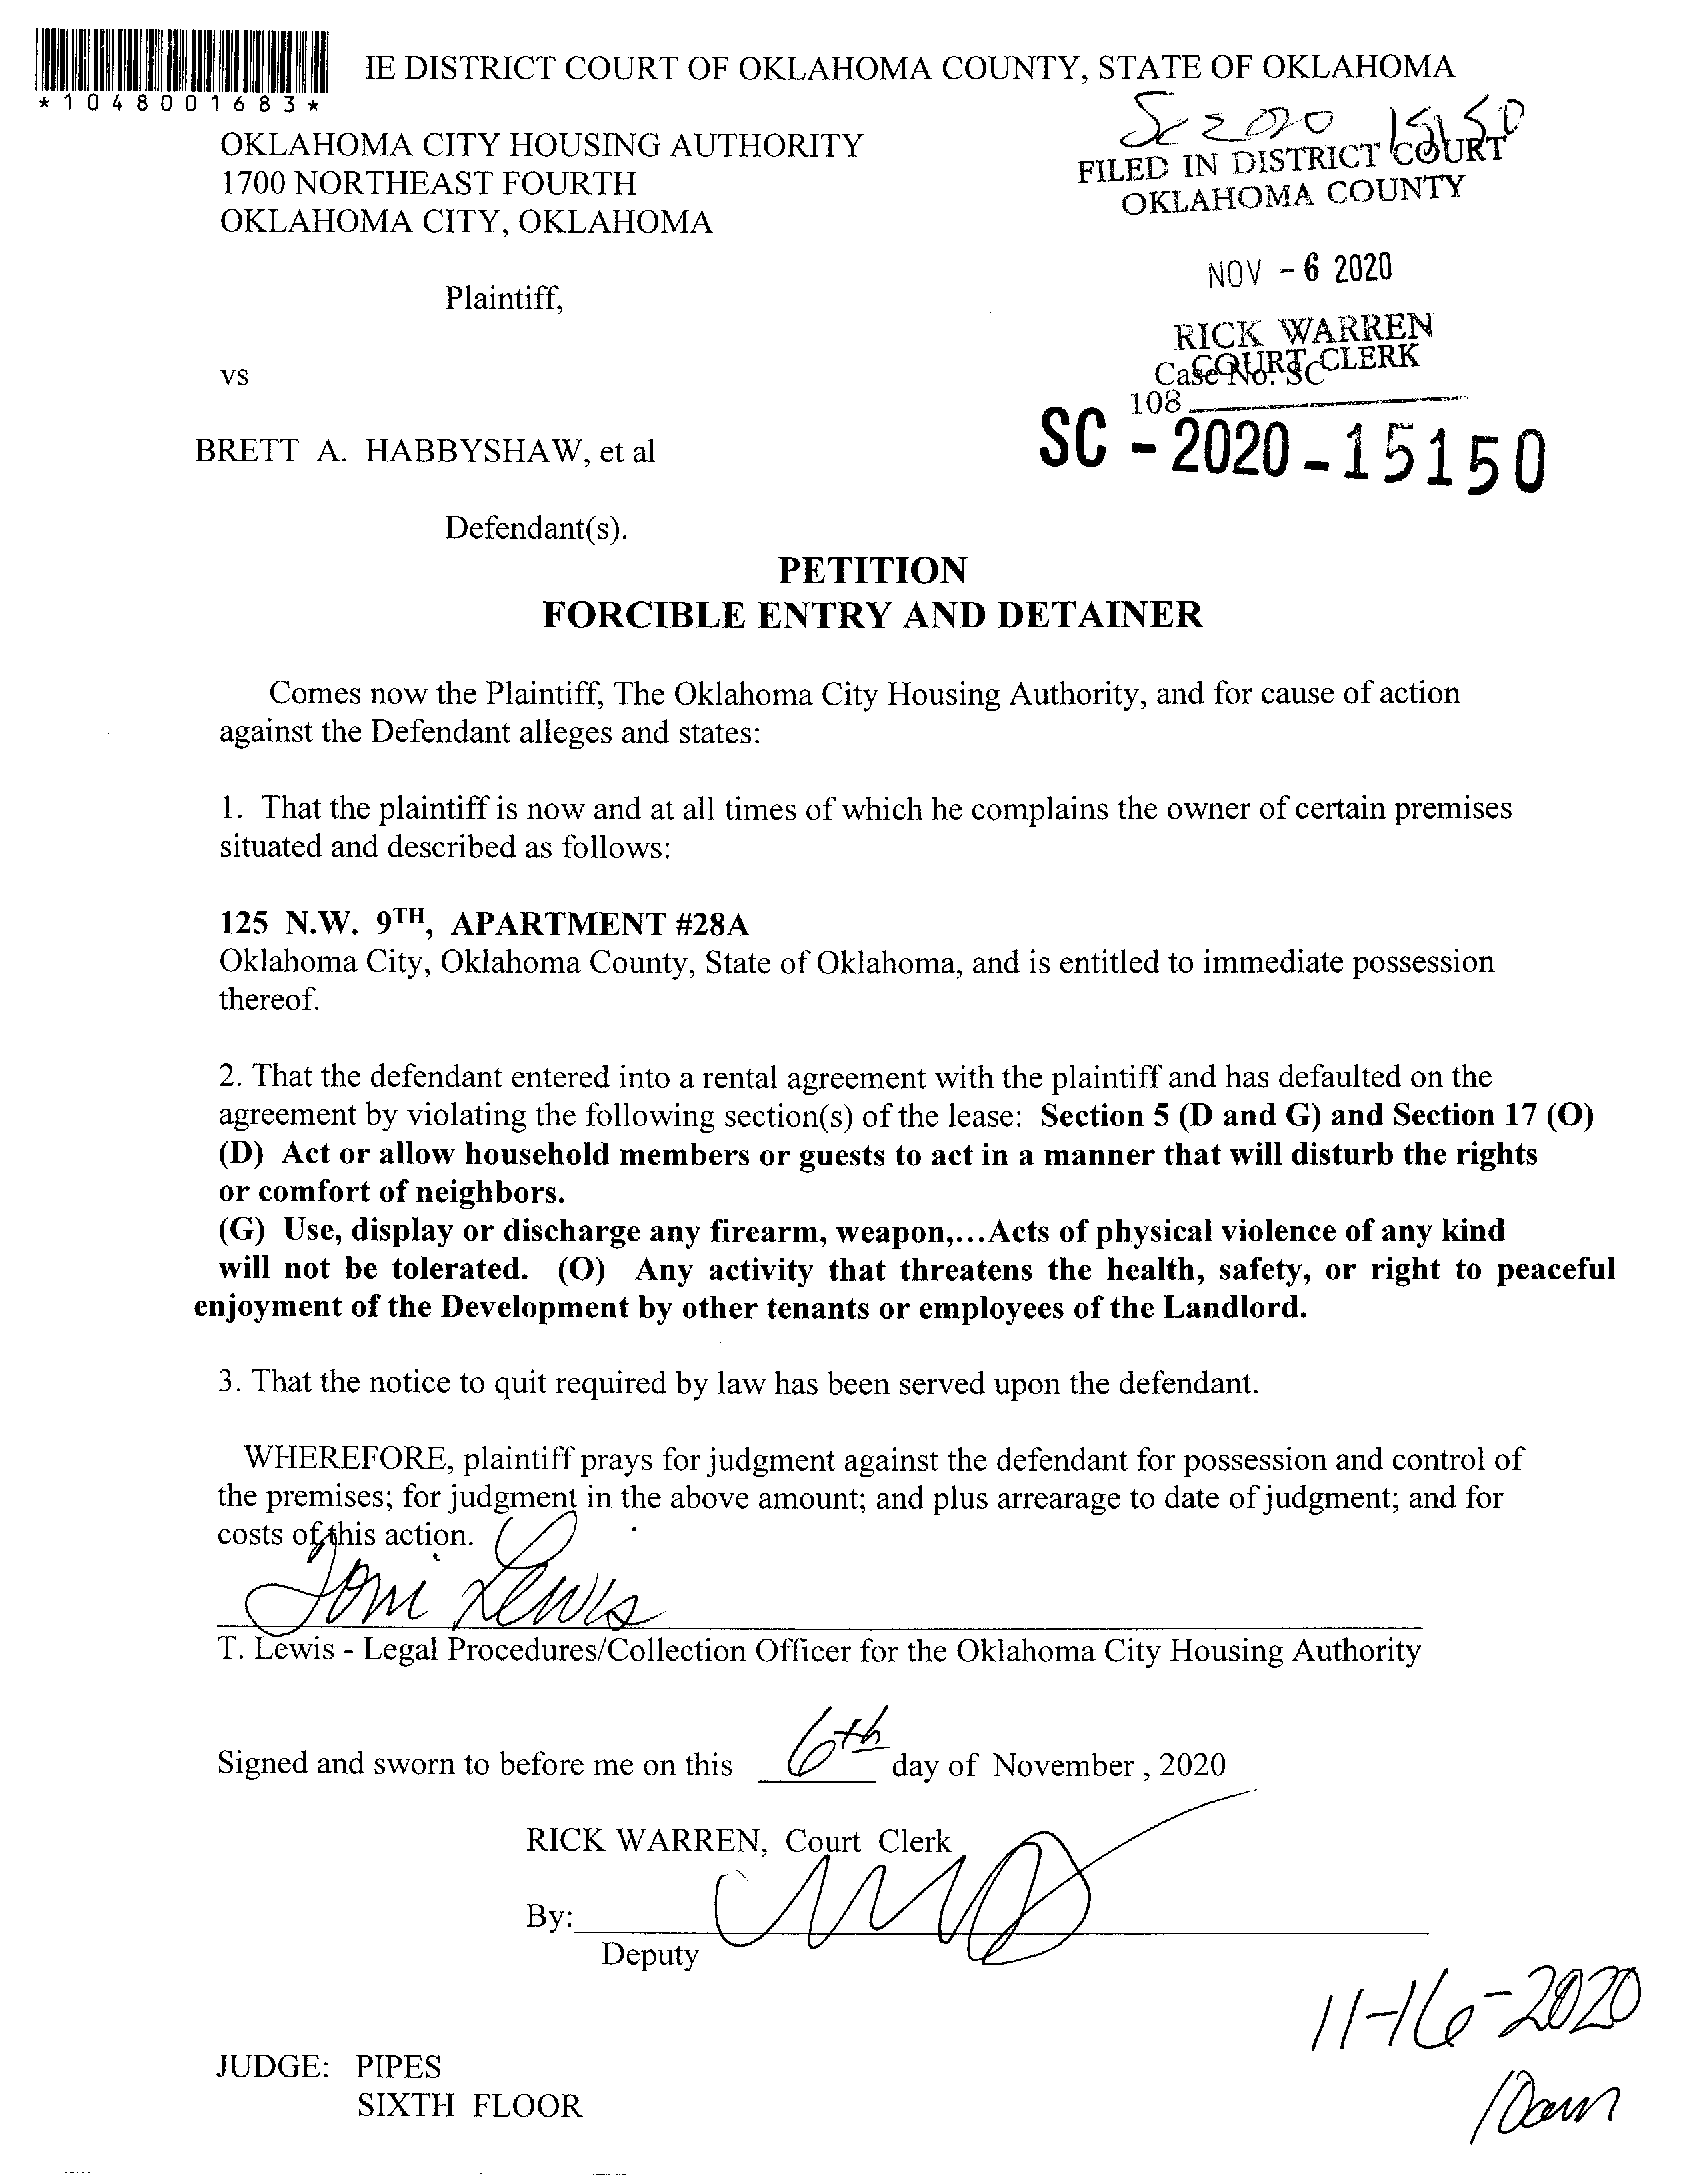 IE DISTRICT COURT OF OKLAHOMA COUNTY, STATE OF OKLAHOMA
*1048001683*
SC 2020 15150
OKLAHOMA CITY HOUSING AUTHORITY
1700 NORTHEAST FOURTH
OKLAHOMA CITY, OKLAHOMA
FILED IN DISTRICT COURT
OKLAHOMA COUNTY
NOV - 6 2020
Plaintiff,
RICK WARREN
COURT CLERK
vs
Case No. SC
108
SC - 2020 - 15150
BRETT A. HABBYSHAW, et al
Defendant(s).
PETITION
FORCIBLE ENTRY AND DETAINER
Comes now the Plaintiff, The Oklahoma City Housing Authority, and for cause of action
against the Defendant alleges and states:
1. That the plaintiff is now and at all times of which he complains the owner of certain premises
situated and described as follows:
125 N.W. 9TH, APARTMENT #28A
Oklahoma City, Oklahoma County, State of Oklahoma, and is entitled to immediate possession
thereof.
2. That the defendant entered into a rental agreement with the plaintiff and has defaulted on the
agreement by violating the following section(s) of the lease: Section 5 (D and G) and Section 17 (O)
(D) Act or allow household members or guests to act in a manner that will disturb the rights
or comfort of neighbors.
(G) Use, display or discharge any firearm, weapon,...Acts of physical violence of any kind
will not be tolerated. (O) Any activity that threatens the health, safety, or right to peaceful
enjoyment of the Development by other tenants or employees of the Landlord.
3. That the notice to quit required by law has been served upon the defendant.
WHEREFORE, plaintiff prays for judgment against the defendant for possession and control of
the premises; for judgment in the above amount; and plus arrearage to date of judgment; and for
costs of this action.
Toni Lewis
T. Lewis - Legal Procedures/Collection Officer for the Oklahoma City Housing Authority
Signed and sworn to before me on this 6th day of November , 2020
RICK WARREN, Court Clerk
By:
Deputy
11-16-2020
10am
JUDGE: PIPES
SIXTH FLOOR